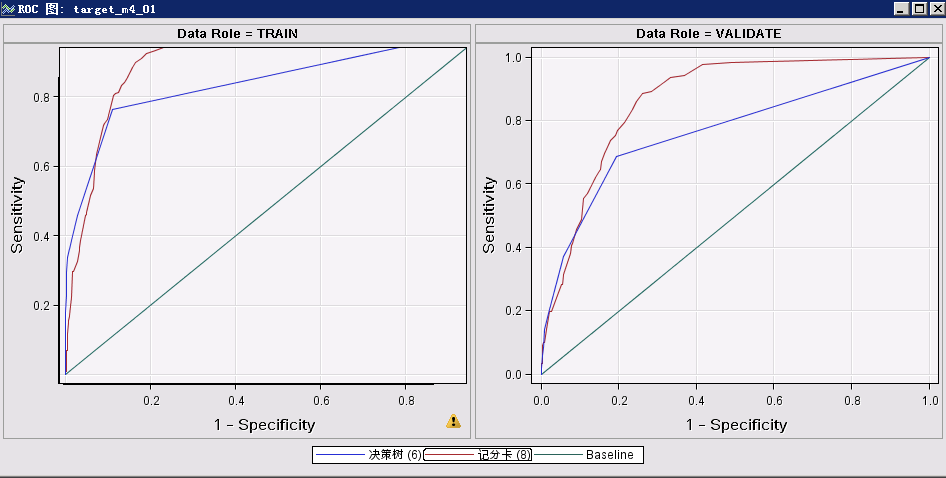 ROC 图: target_m4_01
Data Role = TRAIN
Sensitivity
0.8
0.6
0.4
0.2
0.2 0.4 0.6 0.8
1 - Specificity
Data Role = VALIDATE
Sensitivity
1.0
0.8
0.6
0.4
0.2
0.0
0.0 0.2 0.4 0.6 0.8 1.0
1 - Specificity
决策树 (6) 记分卡 (8) Baseline